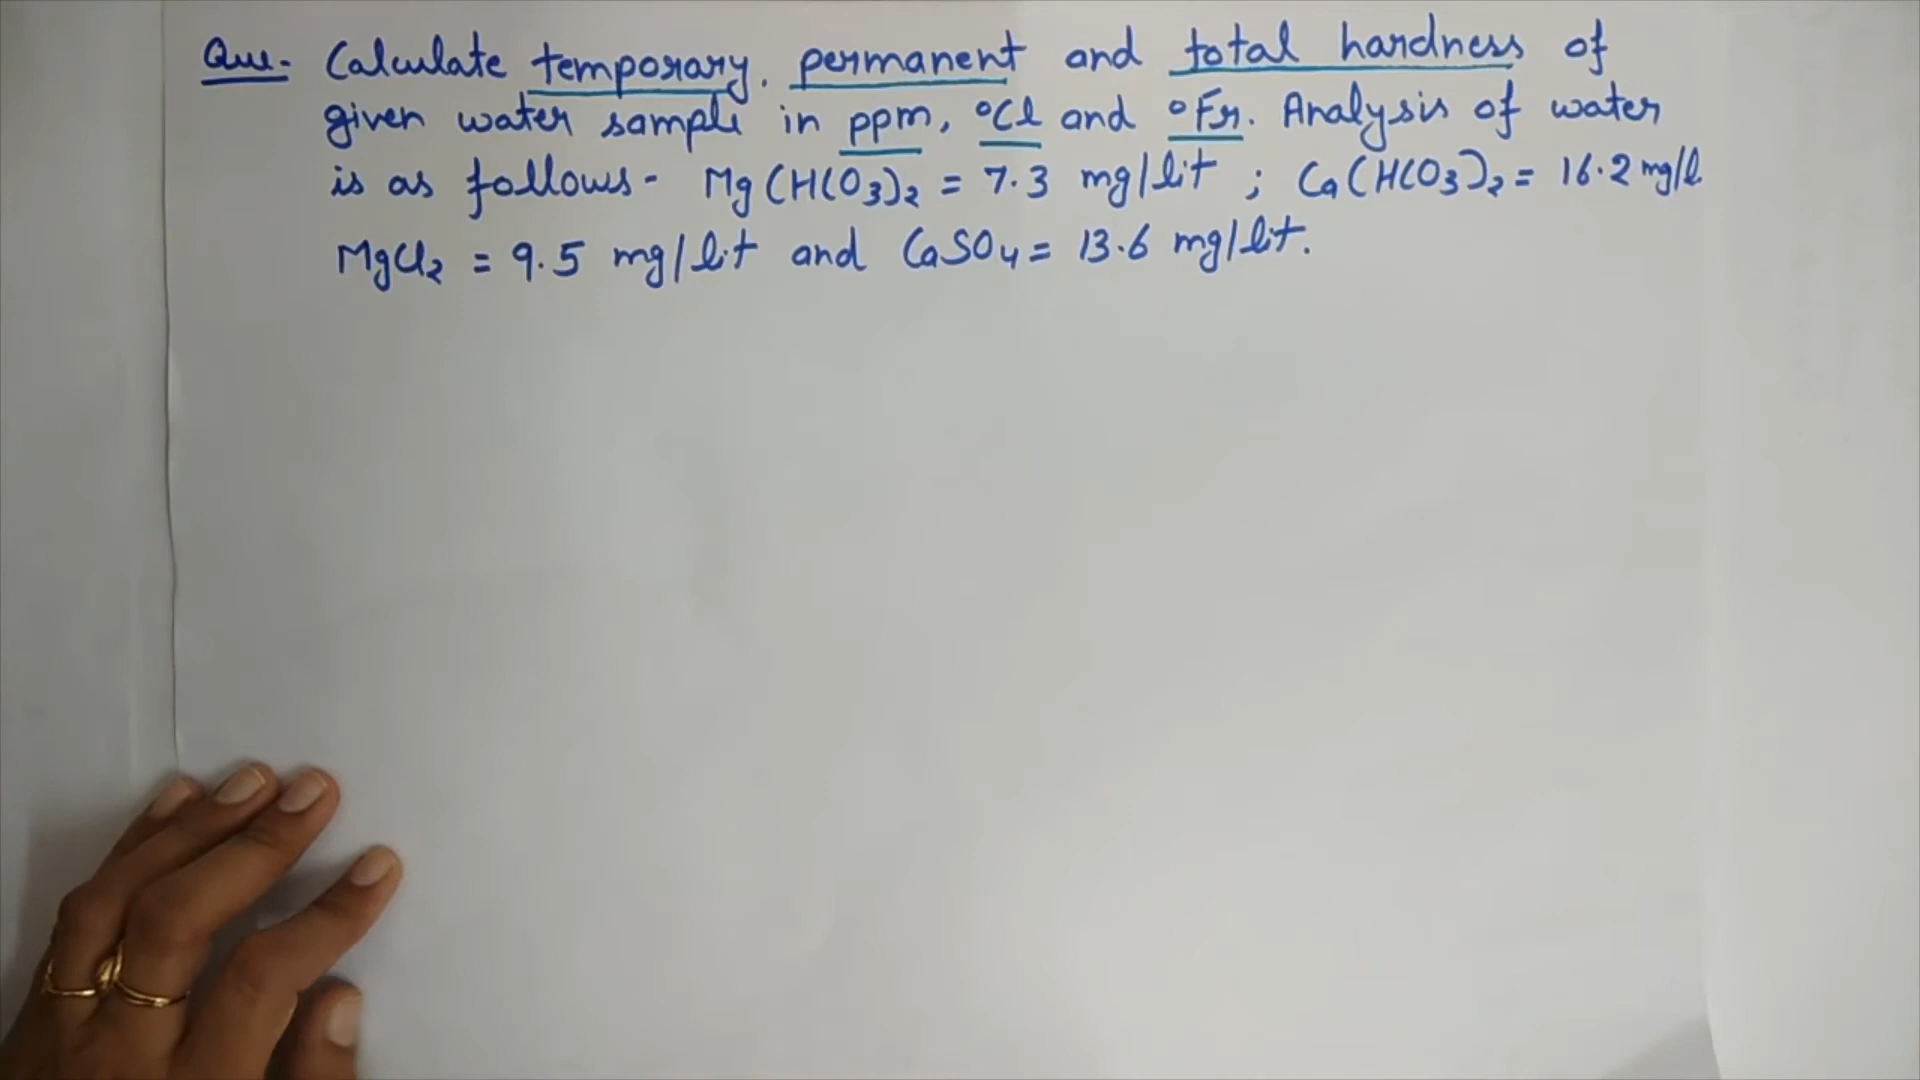 Que- Calculate temporary, permanent and total hardness of
given water sample in ppm, °Cl and °Fr. Analysis of water
is as follows- Mg(HCO3)2 = 7.3 mg/lit ; Ca(HCO3)2 = 16.2 mg/l
MgCl2 = 9.5 mg/lit and CaSO4 = 13.6 mg/lit.